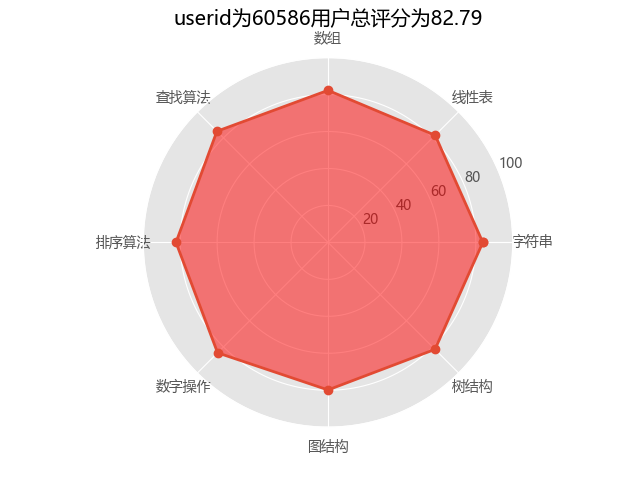 userid为60586用户总评分为82.79
数组
查找算法
线性表
100
80
60
40
20
排序算法
字符串
数字操作
树结构
图结构